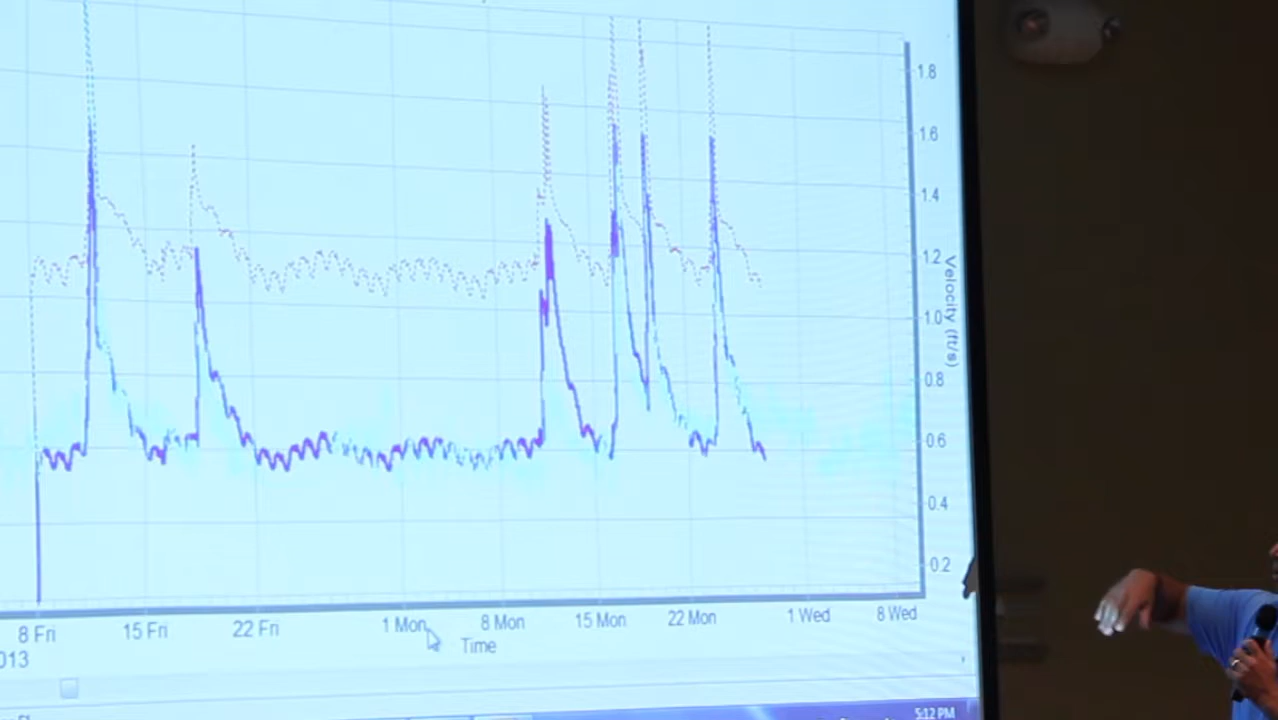 1.8
1.6
1.4
1.2
1.0
0.8
0.6
0.4
0.2
Velocity (ft/s)
8 Fri 15 Fri 22 Fri 1 Mon 8 Mon 15 Mon 22 Mon 1 Wed 8 Wed
013
Time
5:12 PM